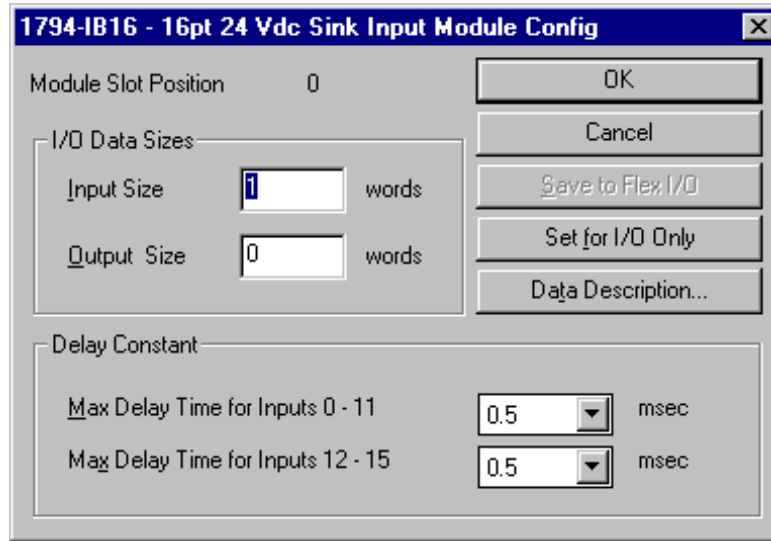 1794-IB16 - 16pt 24 Vdc Sink Input Module Config
Module Slot Position 0
OK
Cancel
Save to Flex I/O
Set for I/O Only
Data Description...
I/O Data Sizes
Input Size 1 words
Output Size 0 words
Delay Constant
Max Delay Time for Inputs 0 - 11 0.5 msec
Max Delay Time for Inputs 12 - 15 0.5 msec